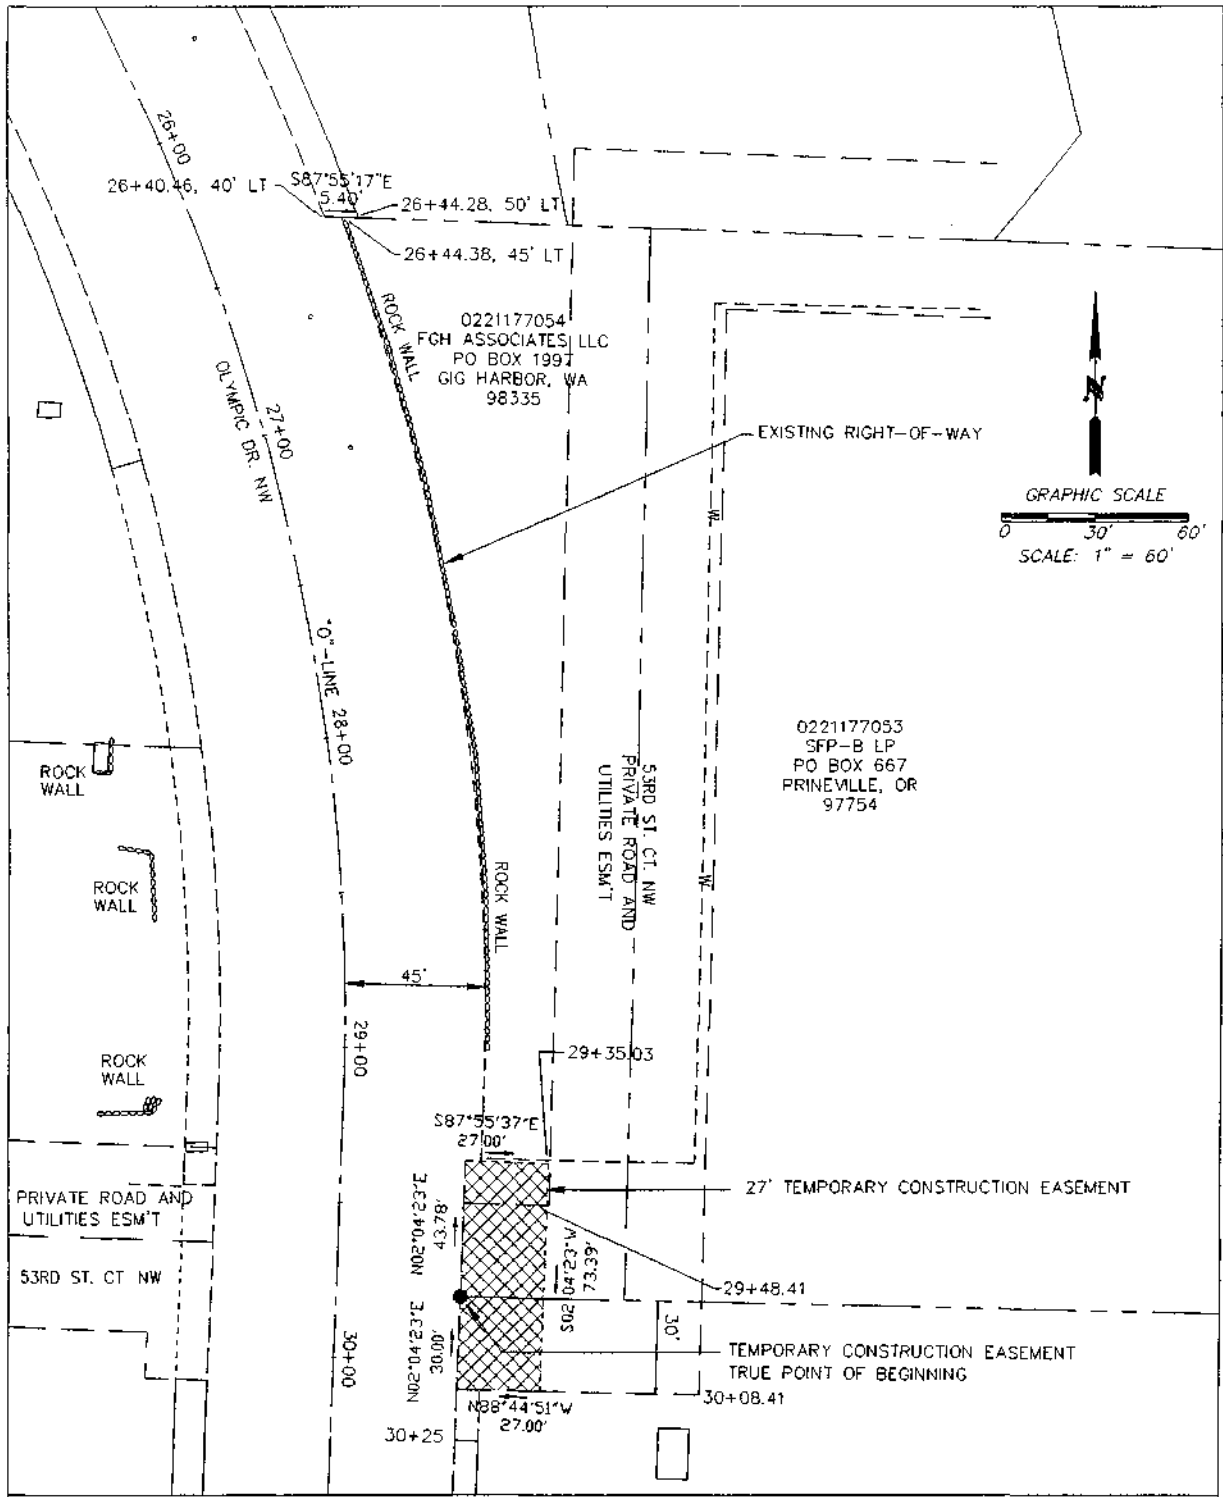 26+00
26+40.46, 40' LT
S87°55'17"E
5.40'
26+44.28, 50' LT
26+44.38, 45' LT
ROCK WALL
0221177054
FGH ASSOCIATES LLC
PO BOX 1997
GIG HARBOR, WA
98335
OLYMPIC DR. NW
27+00
EXISTING RIGHT-OF-WAY
N
GRAPHIC SCALE
0 30' 60'
SCALE: 1" = 60'
W
"O"-LINE 28+00
0221177053
SFP-B LP
PO BOX 667
PRINEVILLE, OR
97754
ROCK
WALL
53RD ST. CT. NW
PRIVATE ROAD AND
UTILITIES ESM'T
ROCK
WALL
ROCK WALL
W
45'
29+00
29+35.03
ROCK
WALL
S87°55'37"E
27.00'
PRIVATE ROAD AND
UTILITIES ESM'T
N02°04'23"E
43.78'
27' TEMPORARY CONSTRUCTION EASEMENT
S02°04'23"W
73.39'
53RD ST. CT NW
29+48.41
N02°04'23"E
30.00'
30'
30+00
TEMPORARY CONSTRUCTION EASEMENT
TRUE POINT OF BEGINNING
30+08.41
N88°44'51"W
27.00'
30+25